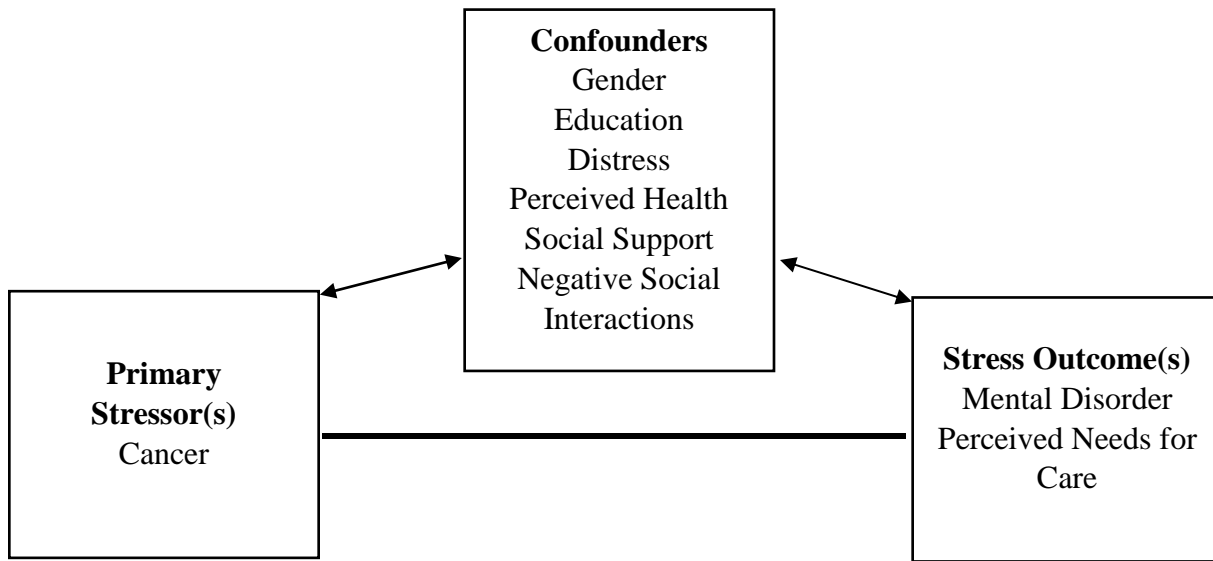 Confounders
Gender
Education
Distress
Perceived Health
Social Support
Negative Social
Interactions
Primary
Stressor(s)
Cancer
Stress Outcome(s)
Mental Disorder
Perceived Needs for
Care